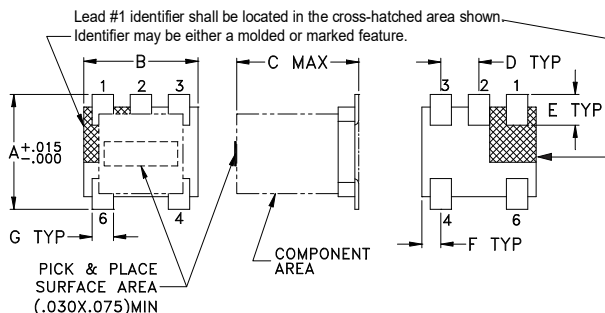 Lead #1 identifier shall be located in the cross-hatched area shown.
Identifier may be either a molded or marked feature.
B
C MAX
D TYP
1 2 3
3 2 1
E TYP
A +.015
-.000
6 4
4 6
G TYP
F TYP
COMPONENT
AREA
PICK & PLACE
SURFACE AREA
(.030X.075)MIN